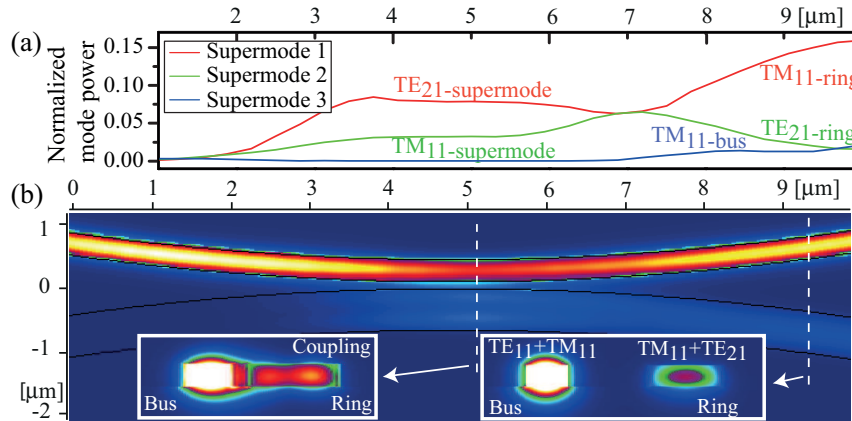 2 3 4 5 6 7 8 9 [μm]
(a)
Normalized
mode power
0.15
0.10
0.05
0.00
Supermode 1
Supermode 2
Supermode 3
TE21-supermode
TM11-ring
TM11-supermode
TM11-bus
TE21-ring
0 2 3 4 5 6 7 8 9 [μm]
(b)
1
0
-1
[μm]
-2
Coupling
Bus
Ring
TE11+TM11
TM11+TE21
Bus
Ring